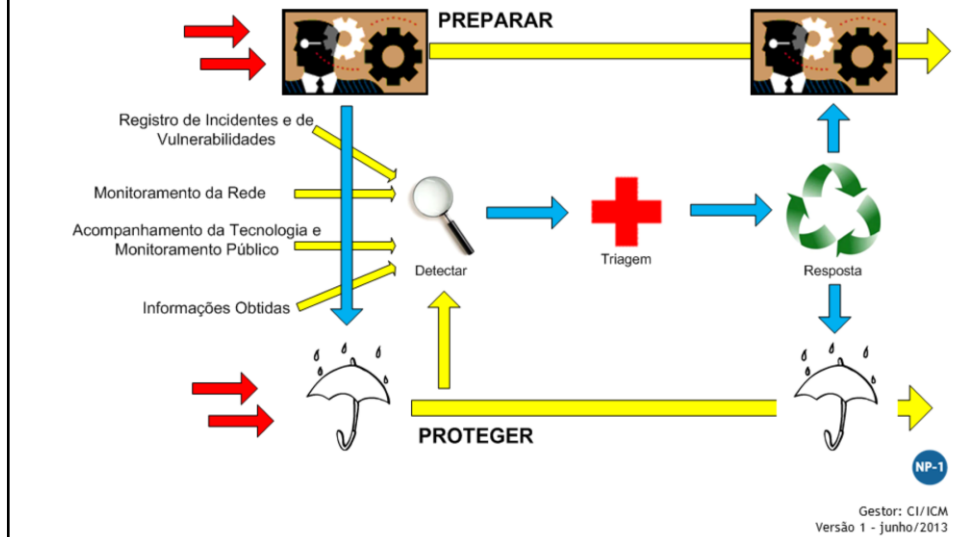 PREPARAR
Registro de Incidentes e de
Vulnerabilidades
Monitoramento da Rede
Acompanhamento da Tecnologia e
Monitoramento Público
Informações Obtidas
Detectar
Triagem
Resposta
PROTEGER
NP-1
Gestor: CI/ICM
Versão 1 - junho/2013